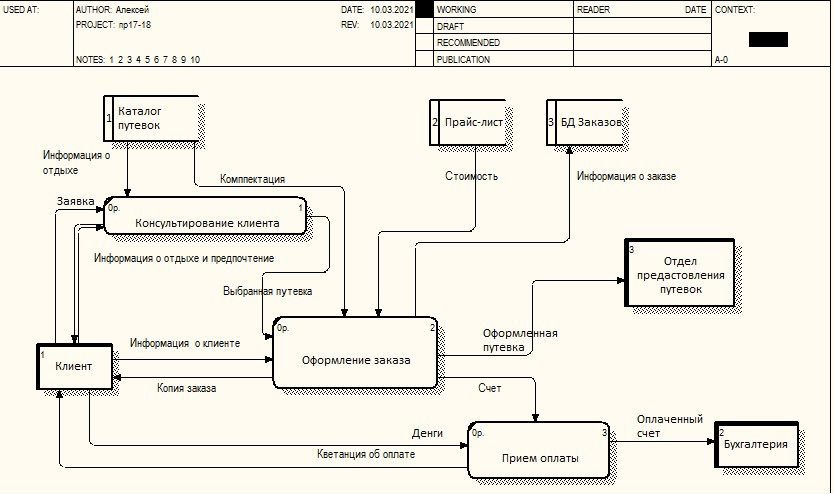 USED AT:
AUTHOR: Алексей
DATE: 10.03.2021
WORKING
READER
DATE
CONTEXT:
PROJECT: пр17-18
REV: 10.03.2021
DRAFT
RECOMMENDED
NOTES: 1 2 3 4 5 6 7 8 9 10
PUBLICATION
A-0
1
Каталог
путевок
2
Прайс-лист
3
БД Заказов
Информация о
отдыхе
Комппектация
Стоимость
Информация о заказе
Заявка
0р.
1
Консультирование клиента
Информация о отдыхе и предпочтение
Выбранная путевка
3
Отдел
предастовления
путевок
0р.
2
Оформление заказа
Информация о клиенте
Оформленная
путевка
1
Клиент
Копия заказа
Счет
Денги
0р.
3
Прием оплаты
Оплаченный
счет
2
Бухгалтерия
Кветанция об оплате